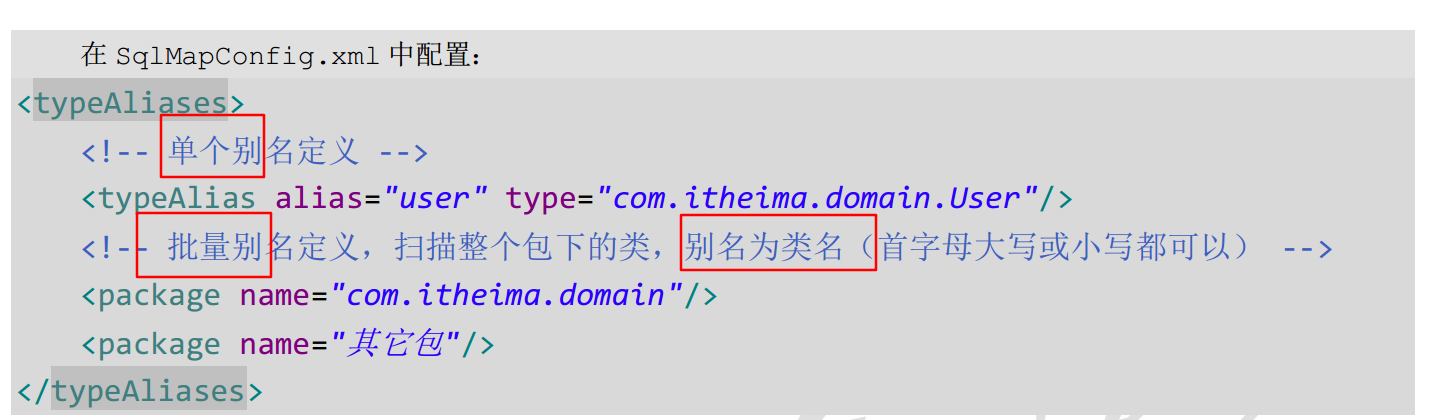 在 SqlMapConfig.xml 中配置：
<typeAliases>
<!-- 单个别名定义 -->
<typeAlias alias="user" type="com.itheima.domain.User"/>
<!-- 批量别名定义，扫描整个包下的类，别名为类名（首字母大写或小写都可以） -->
<package name="com.itheima.domain"/>
<package name="其它包"/>
</typeAliases>